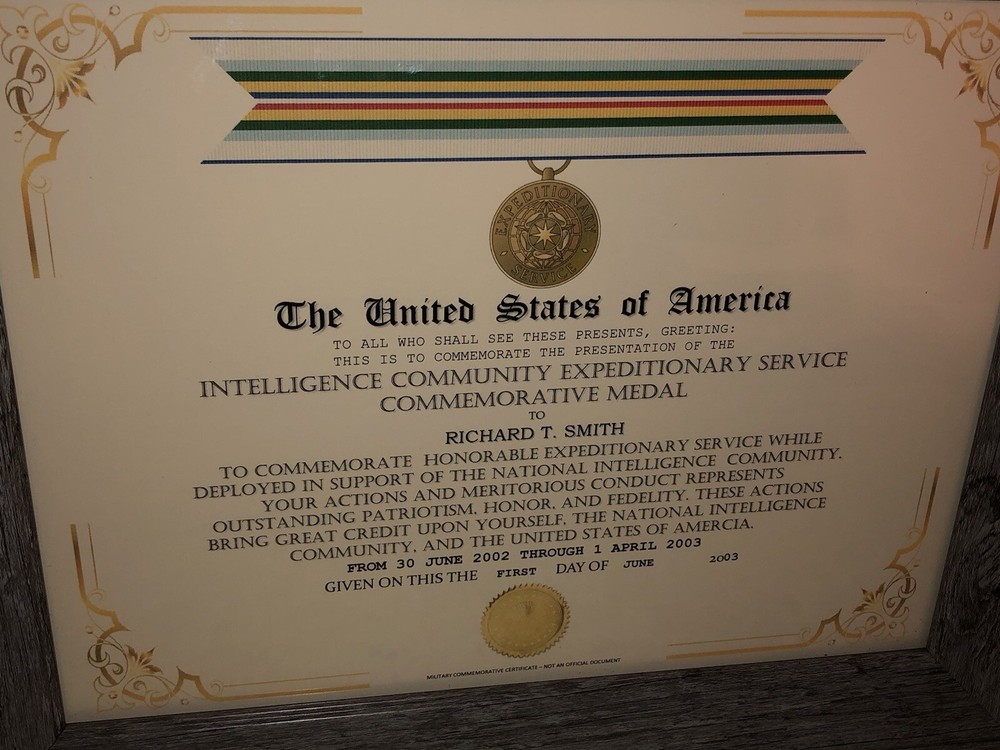 EXPEDITIONARY
SERVICE
The United States of America
TO ALL WHO SHALL SEE THESE PRESENTS, GREETING:
THIS IS TO COMMEMORATE THE PRESENTATION OF THE
INTELLIGENCE COMMUNITY EXPEDITIONARY SERVICE
COMMEMORATIVE MEDAL
TO
RICHARD T. SMITH
TO COMMEMORATE HONORABLE EXPEDITIONARY SERVICE WHILE
DEPLOYED IN SUPPORT OF THE NATIONAL INTELLIGENCE COMMUNITY.
YOUR ACTIONS AND MERITORIOUS CONDUCT REPRESENTS
OUTSTANDING PATRIOTISM, HONOR, AND FEDELITY. THESE ACTIONS
BRING GREAT CREDIT UPON YOURSELF, THE NATIONAL INTELLIGENCE
COMMUNITY, AND THE UNITED STATES OF AMERCIA.
FROM 30 JUNE 2002 THROUGH 1 APRIL 2003
GIVEN ON THIS THE FIRST DAY OF JUNE 2003
MILITARY COMMEMORATIVE CERTIFICATE – NOT AN OFFICIAL DOCUMENT